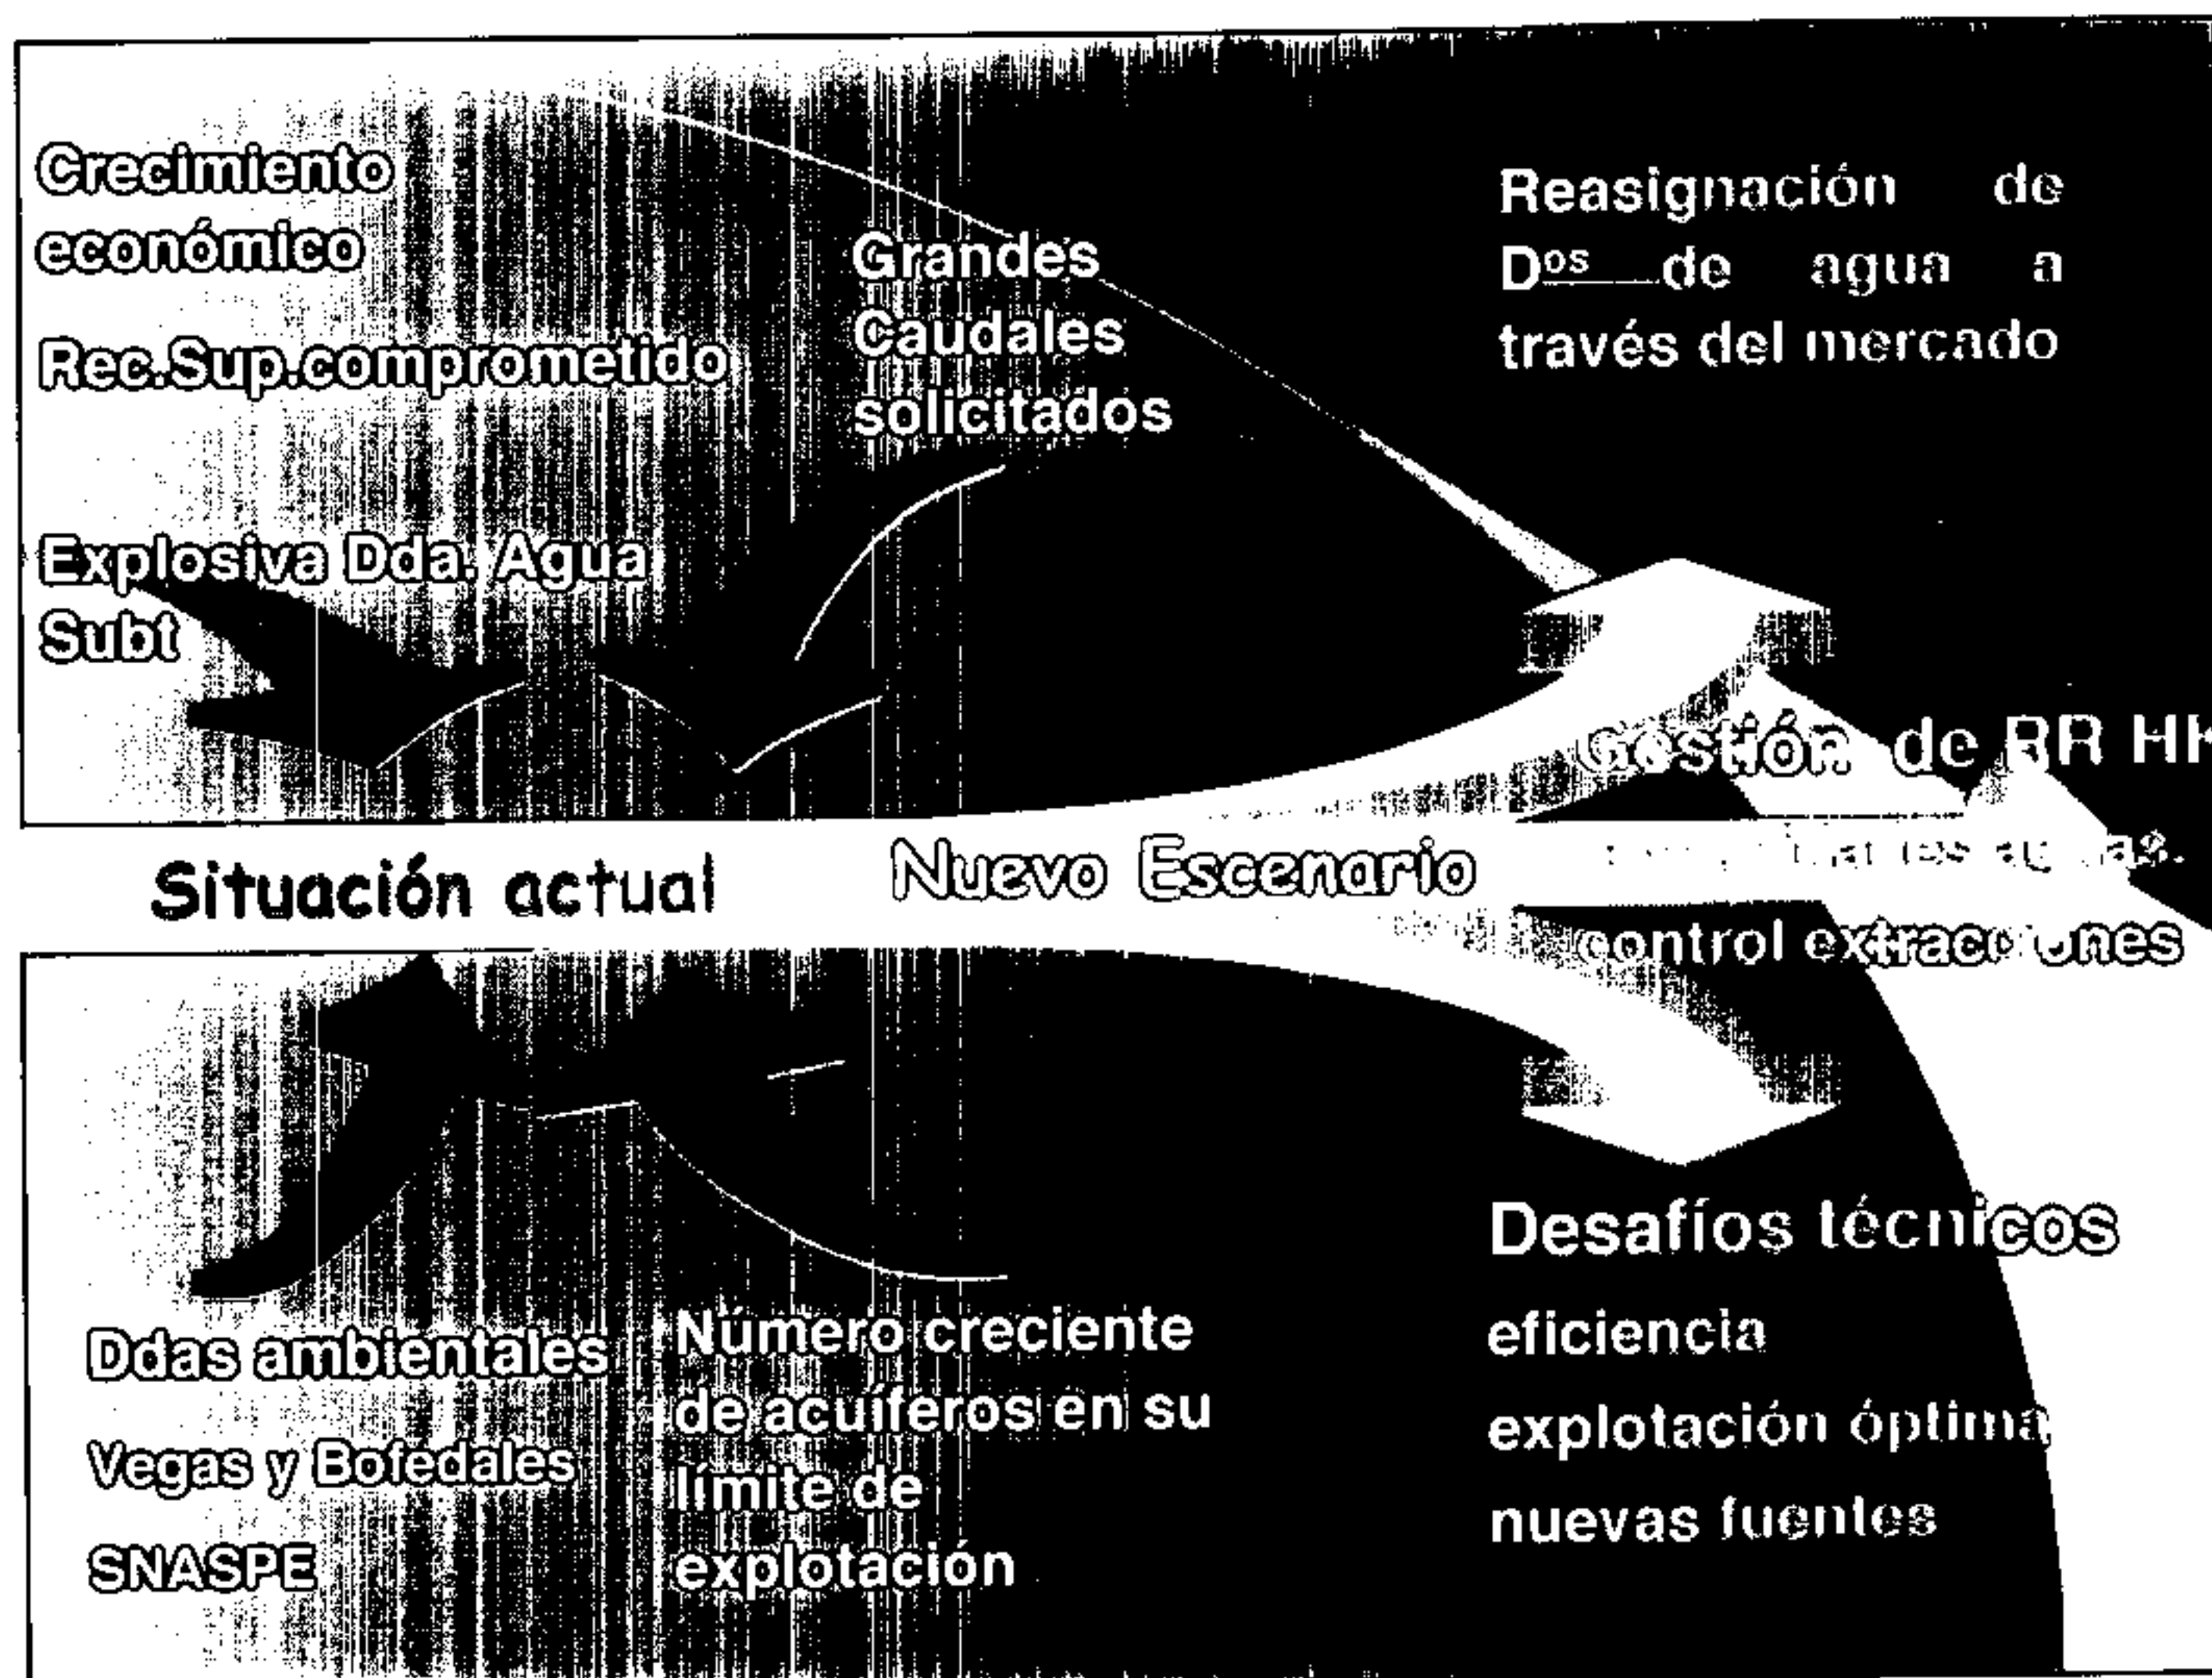 Crecimiento
económico
Rec.Sup.comprometido
Explosiva Dda. Agua
Subt
Grandes
Caudales
solicitados
Reasignación de
Dos de agua a
través del mercado
Situación actual
Nuevo Escenario
Gestión de RR
control extracciones
Ddas ambientales
Vegas y Bofedales
SNASPE
Número creciente
de acuíferos en su
límite de
explotación
Desafíos técnicos
eficiencia
explotación óptima
nuevas fuentes